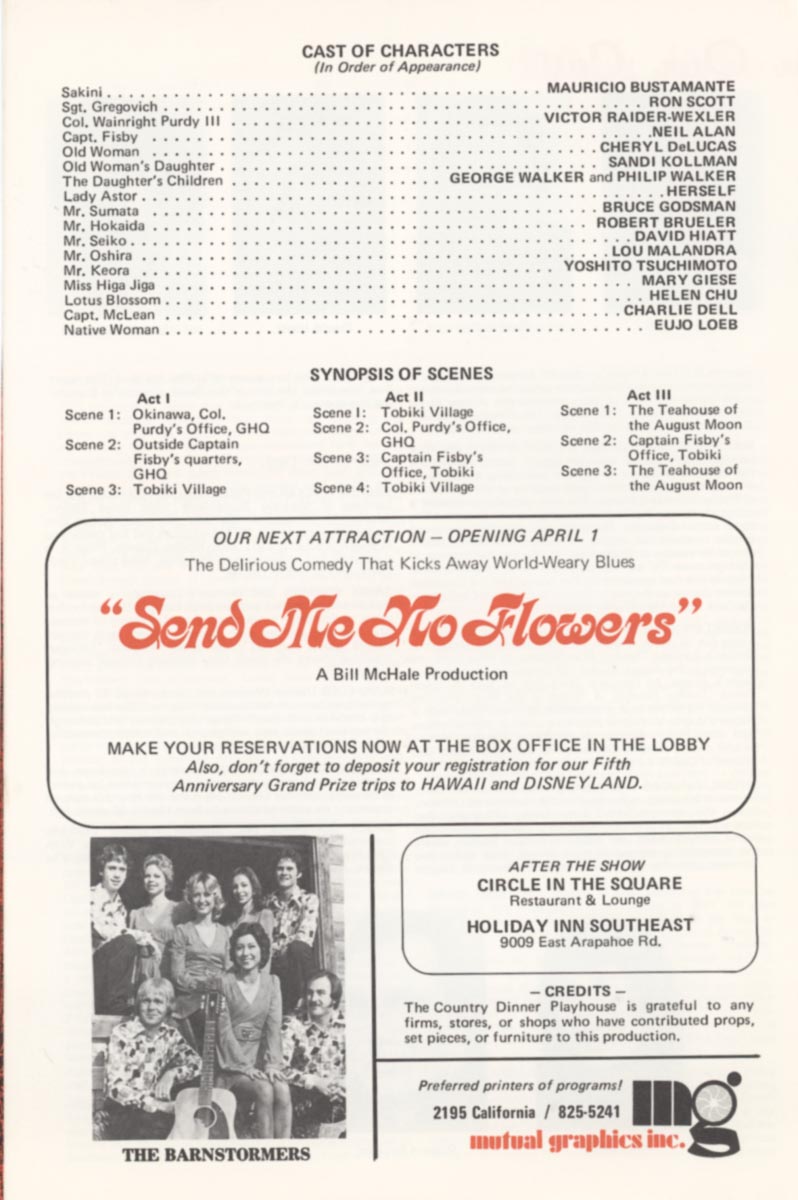 CAST OF CHARACTERS
(In Order of Appearance)
Sakini . . . . . . . . . . . . . . . . . . . . MAURICIO BUSTAMANTE
Sgt. Gregovich . . . . . . . . . . . . . . . . . . . . RON SCOTT
Col. Wainright Purdy III . . . . . . . . . . . . . . . . . . . . VICTOR RAIDER-WEXLER
Capt. Fisby . . . . . . . . . . . . . . . . . . . . NEIL ALAN
Old Woman . . . . . . . . . . . . . . . . . . . . CHERYL DeLUCAS
Old Woman's Daughter . . . . . . . . . . . . . . . . . . . . SANDI KOLLMAN
The Daughter's Children . . . . . . . . . . . . . . . . . . . . GEORGE WALKER and PHILIP WALKER
Lady Astor . . . . . . . . . . . . . . . . . . . . HERSELF
Mr. Sumata . . . . . . . . . . . . . . . . . . . . BRUCE GODSMAN
Mr. Hokaida . . . . . . . . . . . . . . . . . . . . ROBERT BRUELER
Mr. Seiko . . . . . . . . . . . . . . . . . . . . DAVID HIATT
Mr. Oshira . . . . . . . . . . . . . . . . . . . . LOU MALANDRA
Mr. Keora . . . . . . . . . . . . . . . . . . . . YOSHITO TSUCHIMOTO
Miss Higa Jiga . . . . . . . . . . . . . . . . . . . . MARY GIESE
Lotus Blossom . . . . . . . . . . . . . . . . . . . . HELEN CHU
Capt. McLean . . . . . . . . . . . . . . . . . . . . CHARLIE DELL
Native Woman . . . . . . . . . . . . . . . . . . . . EUJO LOEB
SYNOPSIS OF SCENES
Act I
Scene 1: Okinawa, Col.
Purdy's Office, GHQ
Scene 2: Outside Captain
Fisby's quarters,
GHQ
Scene 3: Tobiki Village
Act II
Scene I: Tobiki Village
Scene 2: Col. Purdy's Office,
GHQ
Scene 3: Captain Fisby's
Office, Tobiki
Scene 4: Tobiki Village
Act III
Scene 1: The Teahouse of
the August Moon
Scene 2: Captain Fisby's
Office, Tobiki
Scene 3: The Teahouse of
the August Moon
OUR NEXT ATTRACTION – OPENING APRIL 1
The Delirious Comedy That Kicks Away World-Weary Blues
“Send Me No Flowers”
A Bill McHale Production
MAKE YOUR RESERVATIONS NOW AT THE BOX OFFICE IN THE LOBBY
Also, don't forget to deposit your registration for our Fifth
Anniversary Grand Prize trips to HAWAII and DISNEYLAND.
THE BARNSTORMERS
AFTER THE SHOW
CIRCLE IN THE SQUARE
Restaurant & Lounge
HOLIDAY INN SOUTHEAST
9009 East Arapahoe Rd.
– CREDITS –
The Country Dinner Playhouse is grateful to any
firms, stores, or shops who have contributed props,
set pieces, or furniture to this production.
Preferred printers of programs!
2195 California / 825-5241
mutual graphics inc.
mg